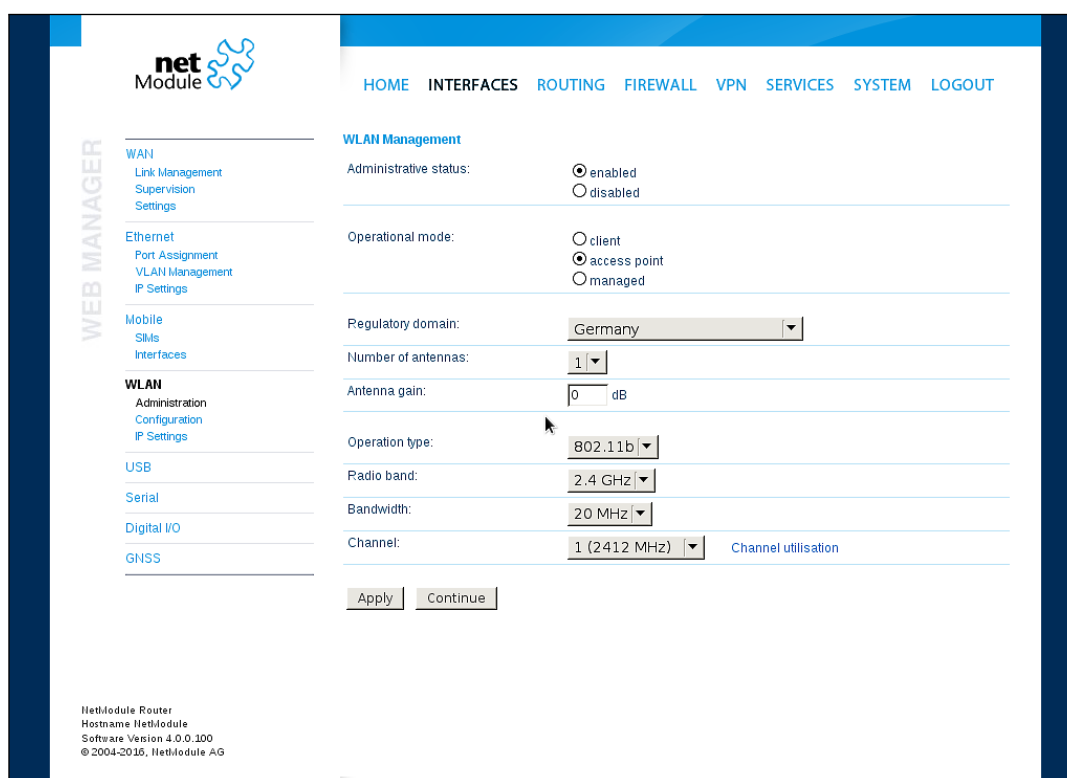 net
Module
HOME INTERFACES ROUTING FIREWALL VPN SERVICES SYSTEM LOGOUT
WEB MANAGER
WAN
Link Management
Supervision
Settings
Ethernet
Port Assignment
VLAN Management
IP Settings
Mobile
SIMs
Interfaces
WLAN
Administration
Configuration
IP Settings
USB
Serial
Digital I/O
GNSS
WLAN Management
Administrative status:
enabled
disabled
Operational mode:
client
access point
managed
Regulatory domain: Germany
Number of antennas: 1
Antenna gain: 0 dB
Operation type: 802.11b
Radio band: 2.4 GHz
Bandwidth: 20 MHz
Channel: 1 (2412 MHz) Channel utilisation
Apply Continue
NetModule Router
Hostname NetModule
Software Version 4.0.0.100
© 2004-2016, NetModule AG